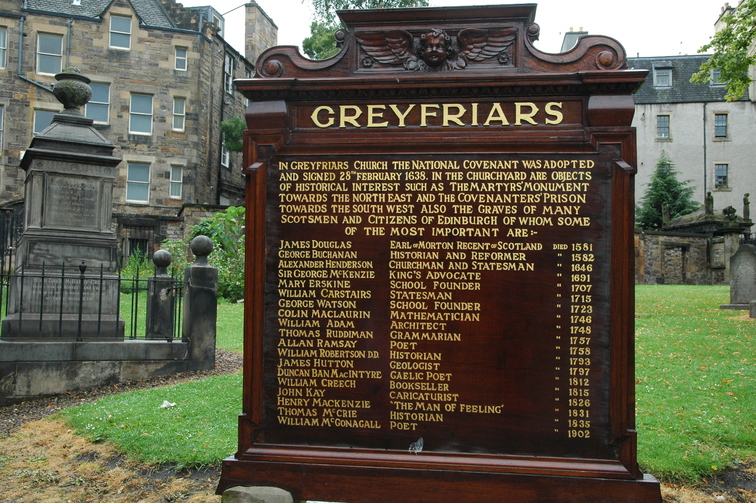 GREYFRIARS
IN GREYFRIARS CHURCH THE NATIONAL COVENANT WAS ADOPTED
AND SIGNED 28TH FEBRUARY 1638. IN THE CHURCHYARD ARE OBJECTS
OF HISTORICAL INTEREST SUCH AS THE MARTYRS' MONUMENT
TOWARDS THE NORTH EAST AND THE COVENANTERS' PRISON
TOWARDS THE SOUTH WEST ALSO THE GRAVES OF MANY
SCOTSMEN AND CITIZENS OF EDINBURGH OF WHOM SOME
OF THE MOST IMPORTANT ARE:-
JAMES DOUGLAS EARL OF MORTON REGENT OF SCOTLAND DIED 1581
GEORGE BUCHANAN HISTORIAN AND REFORMER " 1582
ALEXANDER HENDERSON CHURCHMAN AND STATESMAN " 1646
SIR GEORGE MCKENZIE KING'S ADVOCATE " 1691
MARY ERSKINE SCHOOL FOUNDER " 1707
WILLIAM CARSTAIRS STATESMAN " 1715
GEORGE WATSON SCHOOL FOUNDER " 1723
COLIN MACLAURIN MATHEMATICIAN " 1746
WILLIAM ADAM ARCHITECT " 1748
THOMAS RUDDIMAN GRAMMARIAN " 1757
ALLAN RAMSAY POET " 1758
WILLIAM ROBERTSON D.D. HISTORIAN " 1793
JAMES HUTTON GEOLOGIST " 1797
DUNCAN BAN MACINTYRE GAELIC POET " 1812
WILLIAM CREECH BOOKSELLER " 1815
JOHN KAY CARICATURIST " 1826
HENRY MACKENZIE 'THE MAN OF FEELING' " 1831
THOMAS MCCRIE HISTORIAN " 1835
WILLIAM MCGONAGALL POET " 1902